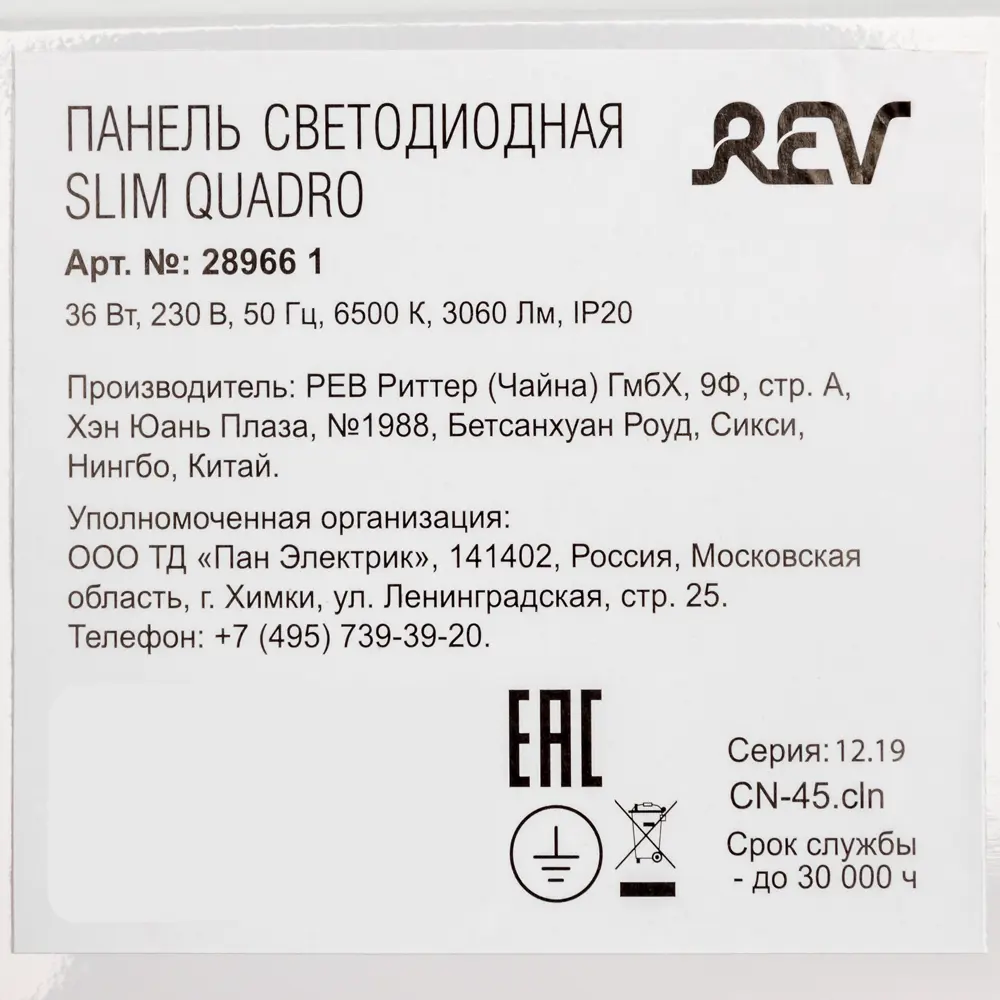 ПАНЕЛЬ СВЕТОДИОДНАЯ
SLIM QUADRO
REV
Арт. №: 28966 1
36 Вт, 230 В, 50 Гц, 6500 К, 3060 Лм, IP20
Производитель: РЕВ Риттер (Чайна) ГмбХ, 9Ф, стр. А,
Хэн Юань Плаза, №1988, Бетсанхуан Роуд, Сикси,
Нингбо, Китай.
Уполномоченная организация:
ООО ТД «Пан Электрик», 141402, Россия, Московская
область, г. Химки, ул. Ленинградская, стр. 25.
Телефон: +7 (495) 739-39-20.
EAC
Серия: 12.19
CN-45.cln
Срок службы
- до 30 000 ч